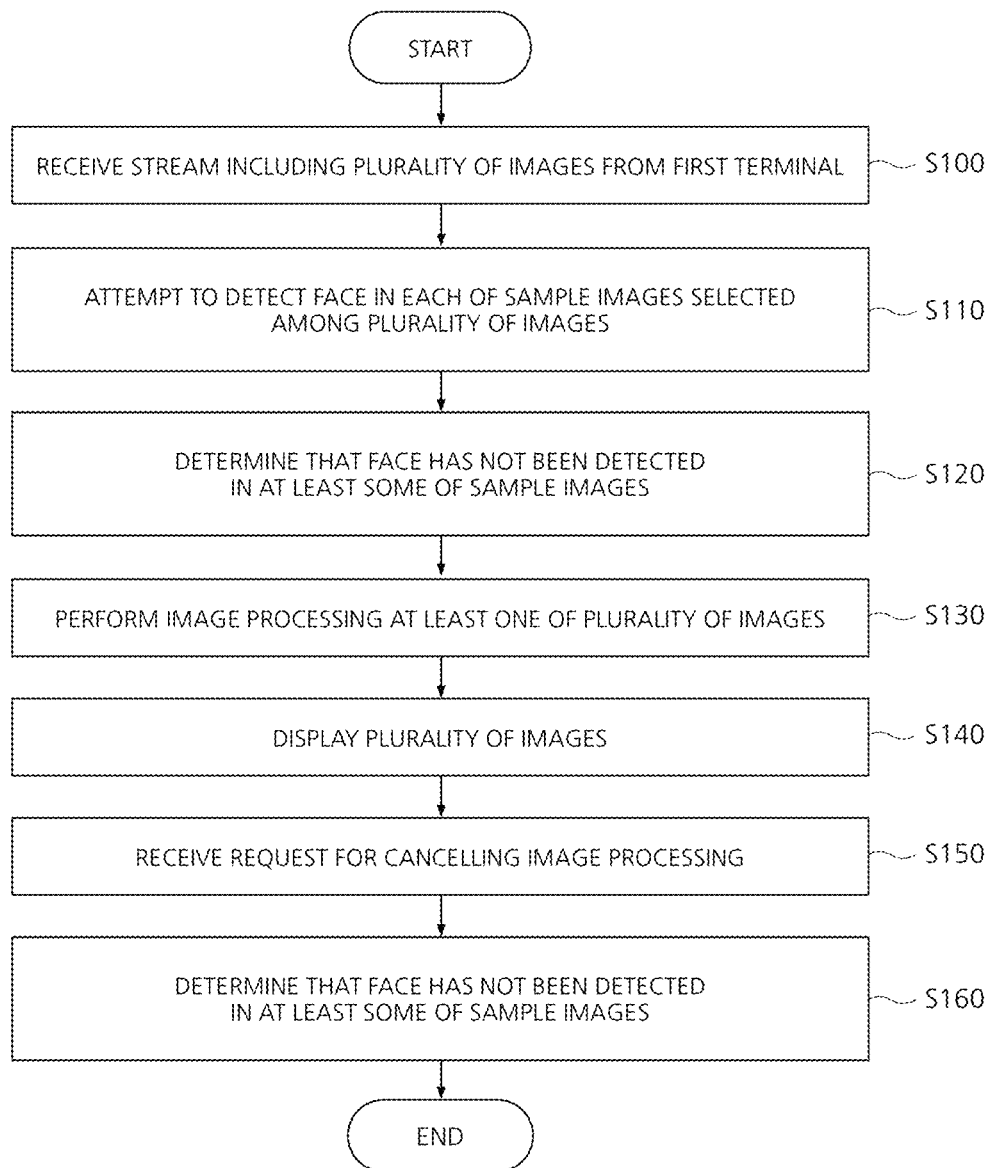 START
RECEIVE STREAM INCLUDING PLURALITY OF IMAGES FROM FIRST TERMINAL
S100
ATTEMPT TO DETECT FACE IN EACH OF SAMPLE IMAGES SELECTED
AMONG PLURALITY OF IMAGES
S110
DETERMINE THAT FACE HAS NOT BEEN DETECTED
IN AT LEAST SOME OF SAMPLE IMAGES
S120
PERFORM IMAGE PROCESSING AT LEAST ONE OF PLURALITY OF IMAGES
S130
DISPLAY PLURALITY OF IMAGES
S140
RECEIVE REQUEST FOR CANCELLING IMAGE PROCESSING
S150
DETERMINE THAT FACE HAS NOT BEEN DETECTED
IN AT LEAST SOME OF SAMPLE IMAGES
S160
END